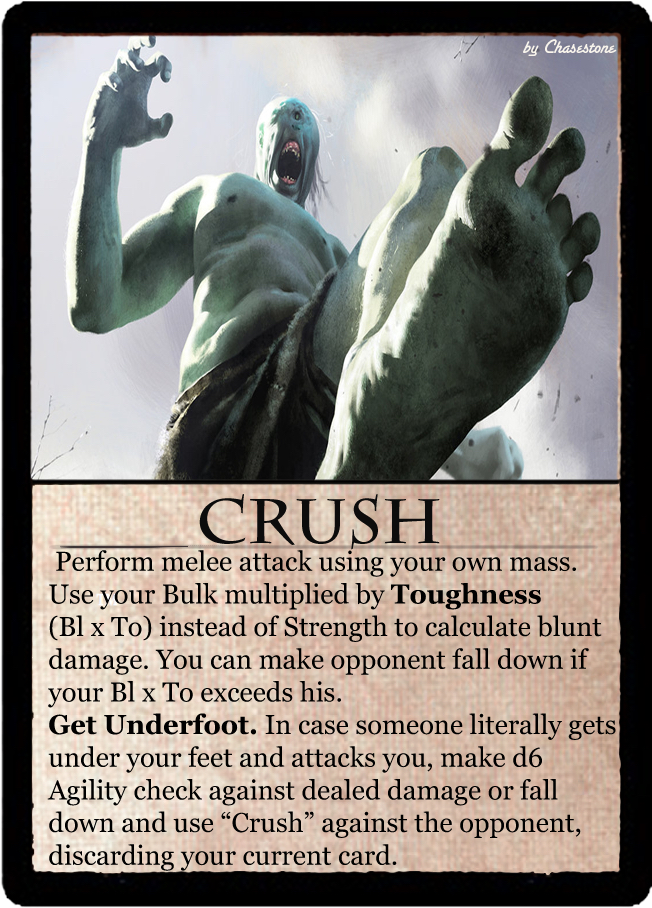 by Chasestone
CRUSH
Perform melee attack using your own mass.
Use your Bulk multiplied by Toughness
(Bl x To) instead of Strength to calculate blunt
damage. You can make opponent fall down if
your Bl x To exceeds his.
Get Underfoot. In case someone literally gets
under your feet and attacks you, make d6
Agility check against dealed damage or fall
down and use “Crush” against the opponent,
discarding your current card.